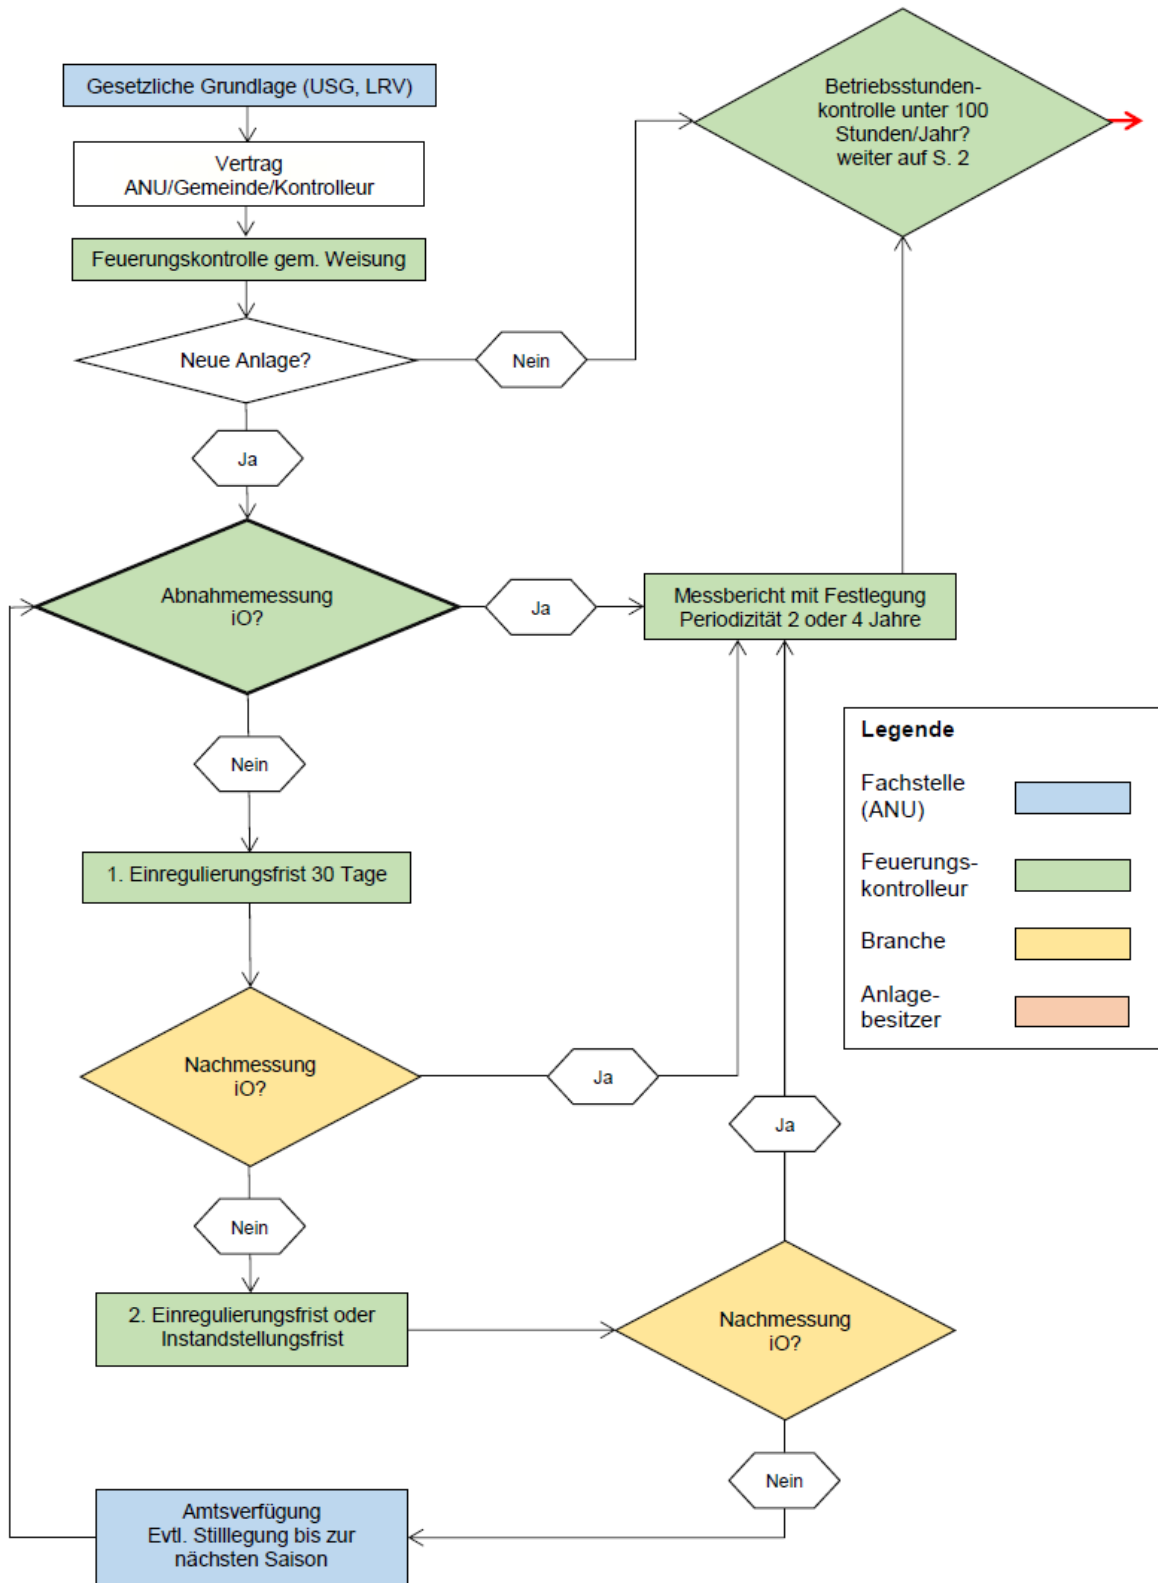 Gesetzliche Grundlage (USG, LRV)
Vertrag
ANU/Gemeinde/Kontrolleur
Feuerungskontrolle gem. Weisung
Neue Anlage?
Nein
Betriebsstunden-
kontrolle unter 100
Stunden/Jahr?
weiter auf S. 2
Ja
Abnahmemessung
iO?
Ja
Messbericht mit Festlegung
Periodizität 2 oder 4 Jahre
Nein
1. Einregulierungsfrist 30 Tage
Nachmessung
iO?
Ja
Ja
Nein
2. Einregulierungsfrist oder
Instandstellungsfrist
Nachmessung
iO?
Nein
Amtsverfügung
Evtl. Stilllegung bis zur
nächsten Saison
Legende
Fachstelle
(ANU)
Feuerungs-
kontrolleur
Branche
Anlage-
besitzer